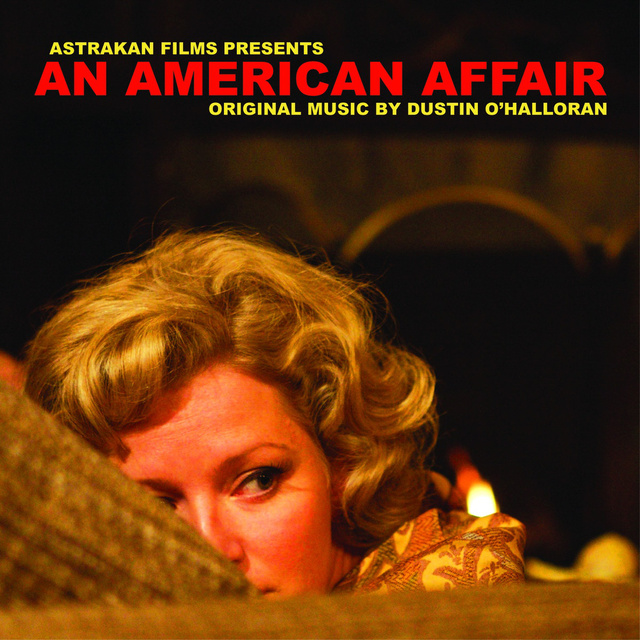 ASTRAKAN FILMS PRESENTS
AN AMERICAN AFFAIR
ORIGINAL MUSIC BY DUSTIN O’HALLORAN